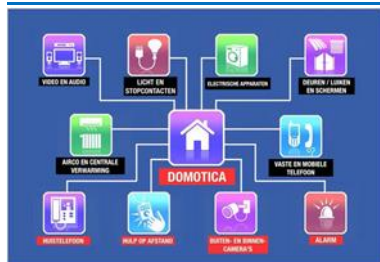 VIDEO EN AUDIO
LICHT EN
STOPCONTACTEN
ELECTRISCHE APPARATEN
DEUREN / LUIKEN
EN SCHERMEN
AIRCO EN CENTRALE
VERWARMING
DOMOTICA
VASTE EN MOBIELE
TELEFOON
HUISTELEFOON
HULP OP AFSTAND
BUITEN- EN BINNEN-
CAMERA'S
ALARM